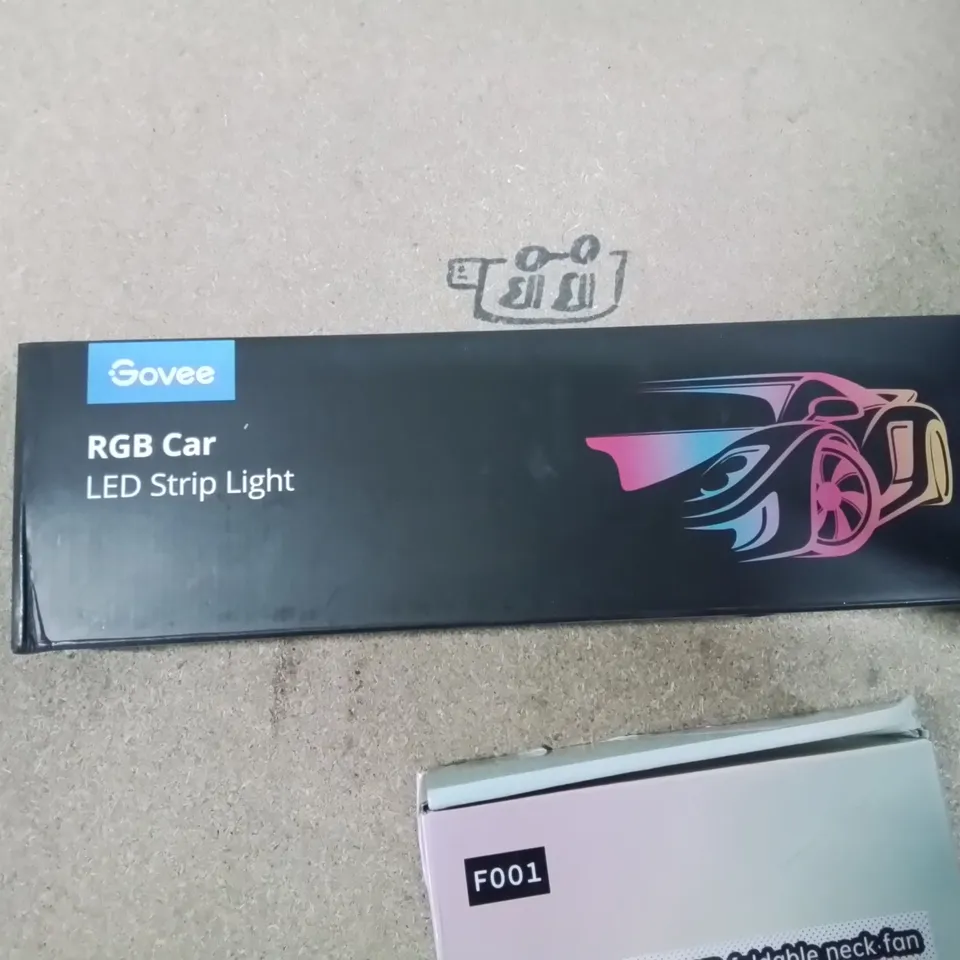 Govee
RGB Car
LED Strip Light
F001
foldable neck fan